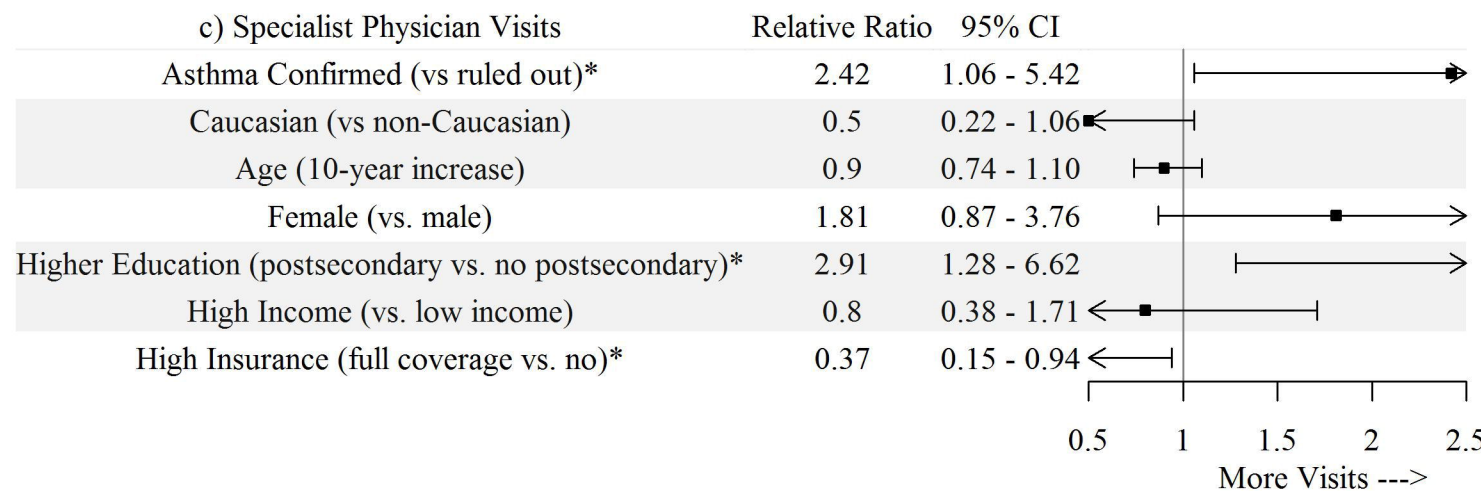 c) Specialist Physician Visits Relative Ratio 95% CI
Asthma Confirmed (vs ruled out)* 2.42 1.06 - 5.42
Caucasian (vs non-Caucasian) 0.5 0.22 - 1.06
Age (10-year increase) 0.9 0.74 - 1.10
Female (vs. male) 1.81 0.87 - 3.76
Higher Education (postsecondary vs. no postsecondary)* 2.91 1.28 - 6.62
High Income (vs. low income) 0.8 0.38 - 1.71
High Insurance (full coverage vs. no)* 0.37 0.15 - 0.94
0.5 1 1.5 2 2.5
More Visits --->